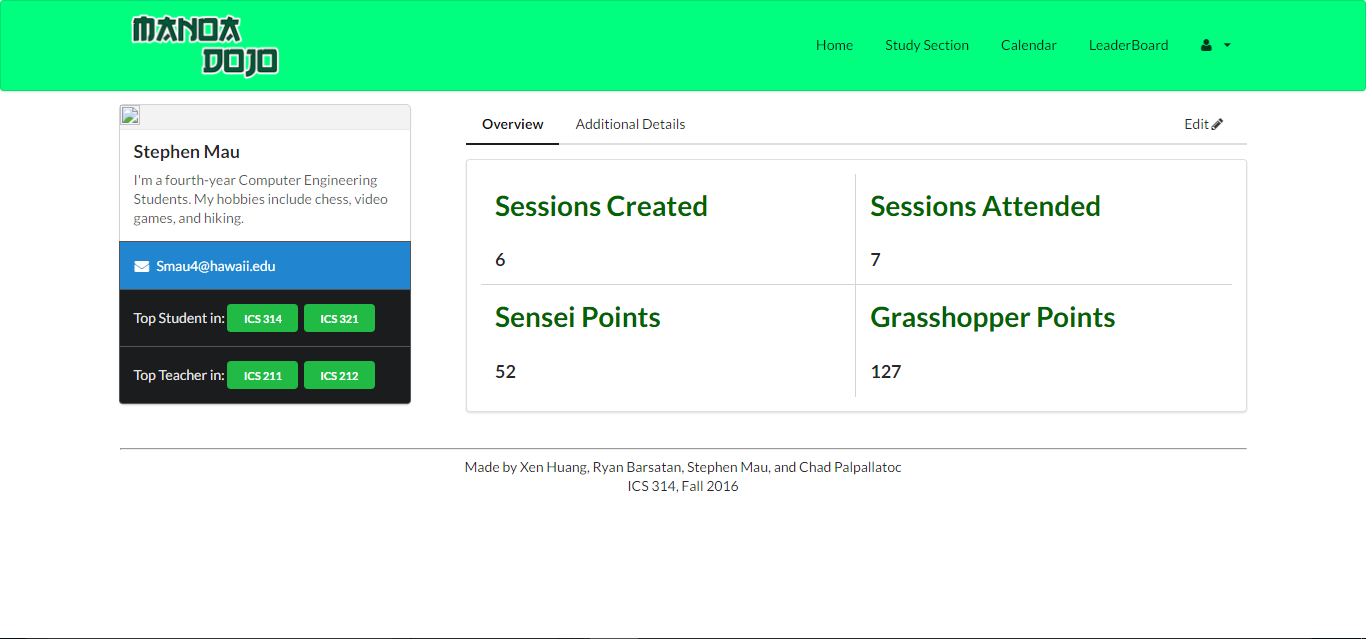 MANOA
DOJO
Home Study Section Calendar LeaderBoard
Stephen Mau
I'm a fourth-year Computer Engineering
Students. My hobbies include chess, video
games, and hiking.
Smau4@hawaii.edu
Top Student in: ICS 314 ICS 321
Top Teacher in: ICS 211 ICS 212
Overview Additional Details Edit
Sessions Created
6
Sessions Attended
7
Sensei Points
52
Grasshopper Points
127
Made by Xen Huang, Ryan Barsatan, Stephen Mau, and Chad Palpallatoc
ICS 314, Fall 2016